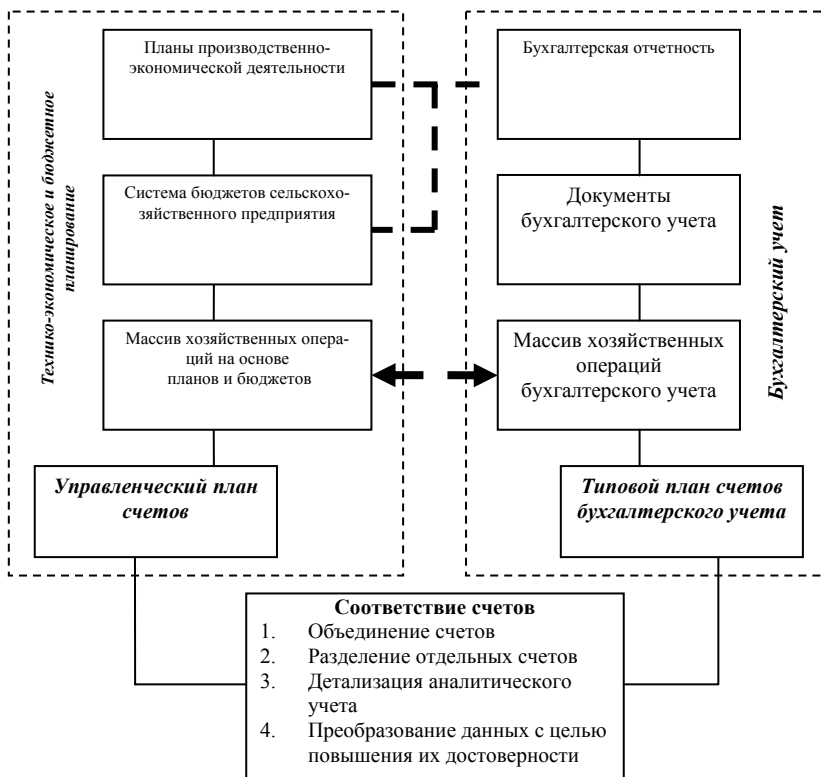 Планы производственно-
экономической деятельности
Система бюджетов сельскохо-
зяйственного предприятия
Массив хозяйственных опера-
ций на основе
планов и бюджетов
Управленческий план
счетов
Технико-экономическое и бюджетное
планирование
Бухгалтерская отчетность
Документы
бухгалтерского учета
Массив хозяйственных
операций
бухгалтерского учета
Типовой план счетов
бухгалтерского учета
Бухгалтерский учет
Соответствие счетов
1. Объединение счетов
2. Разделение отдельных счетов
3. Детализация аналитического
учета
4. Преобразование данных с целью
повышения их достоверности